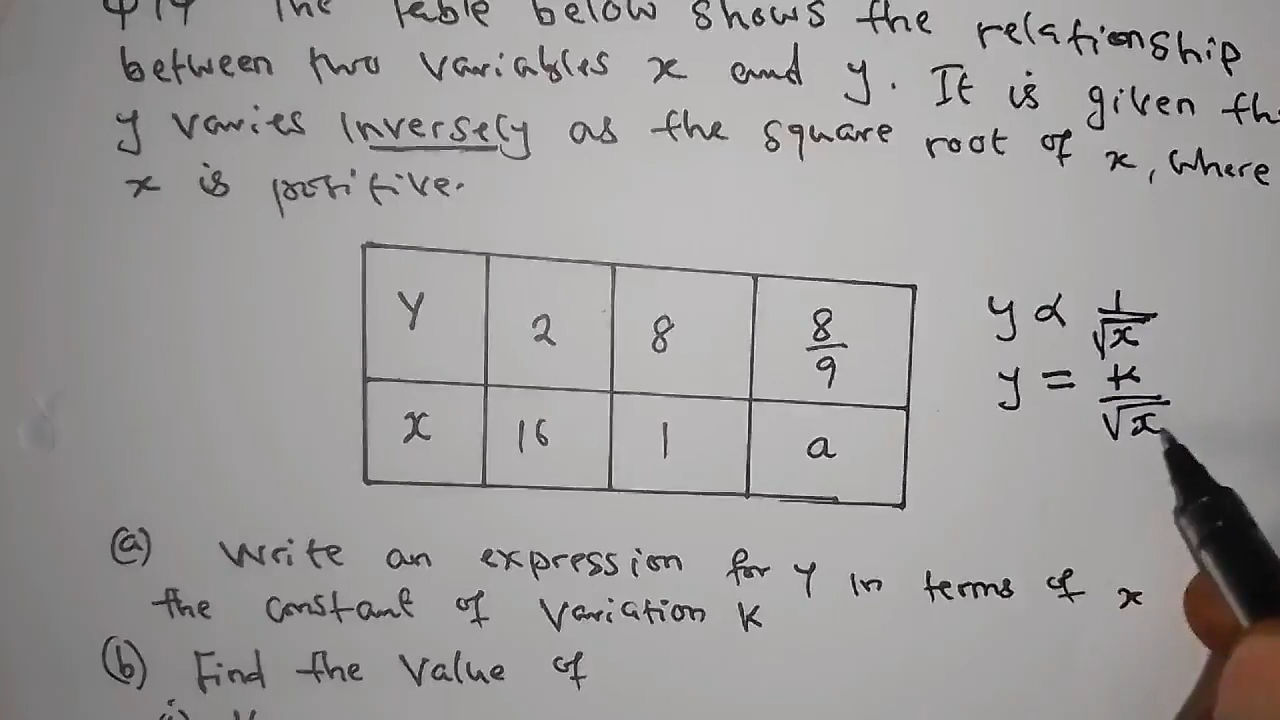 The table below shows the relationship
between two variables x and y. It is given
y varies inversely as the square root of x, where
x is positive.
Y 2 8 8/9
x 16 1 a
y ∝ 1/√x
y = k/√x
(a) Write an expression for y in terms of x
the constant of variation K
(b) Find the value of